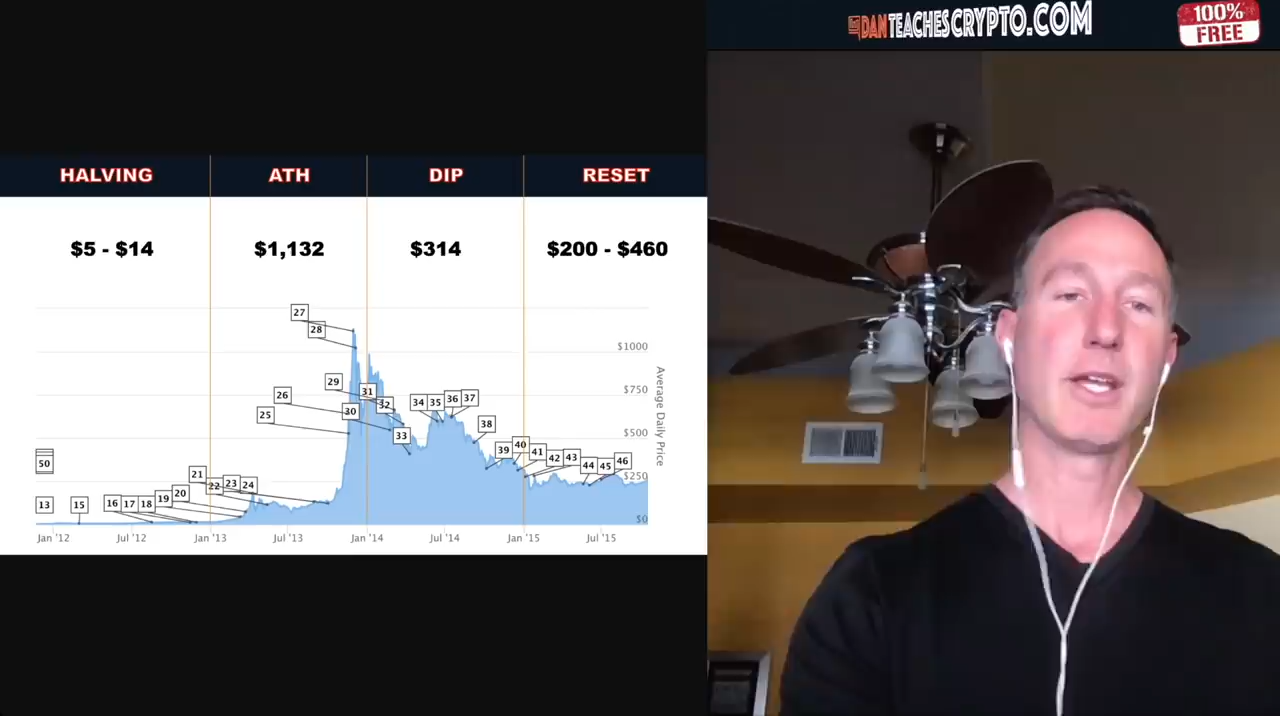 DANTEACHESCRYPTO.COM
100%
FREE
HALVING ATH DIP RESET
$5 - $14 $1,132 $314 $200 - $460
27
28
$1000
29
31
$750
26
30
32
34 35 36 37
25
33
38
$500
39 40 41 42 43 44 45 46
50
21
22 23 24
$250
13 15 16 17 18 19 20
$0
Average Daily Price
Jan '12 Jul '12 Jan '13 Jul '13 Jan '14 Jul '14 Jan '15 Jul '15